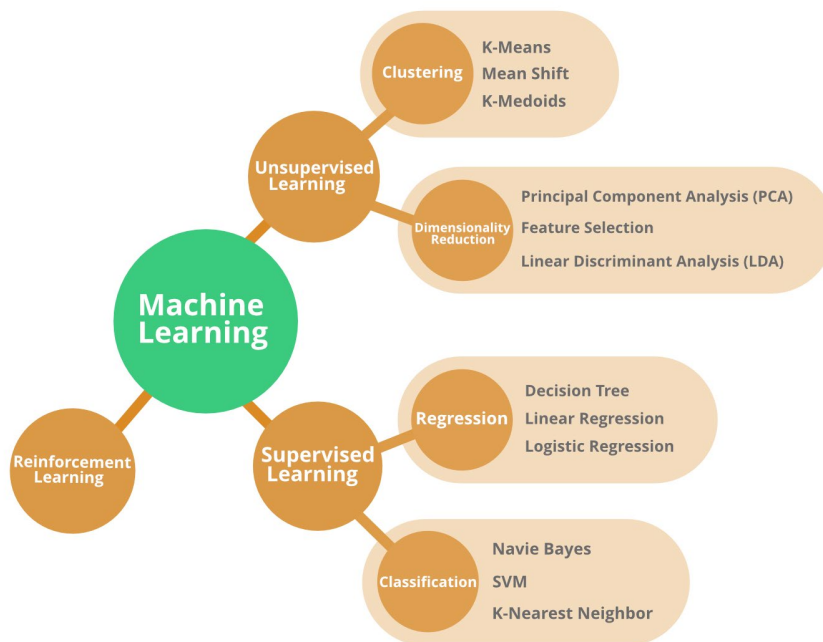 Machine
Learning
Unsupervised
Learning
Clustering
K-Means
Mean Shift
K-Medoids
Dimensionality
Reduction
Principal Component Analysis (PCA)
Feature Selection
Linear Discriminant Analysis (LDA)
Supervised
Learning
Regression
Decision Tree
Linear Regression
Logistic Regression
Classification
Navie Bayes
SVM
K-Nearest Neighbor
Reinforcement
Learning